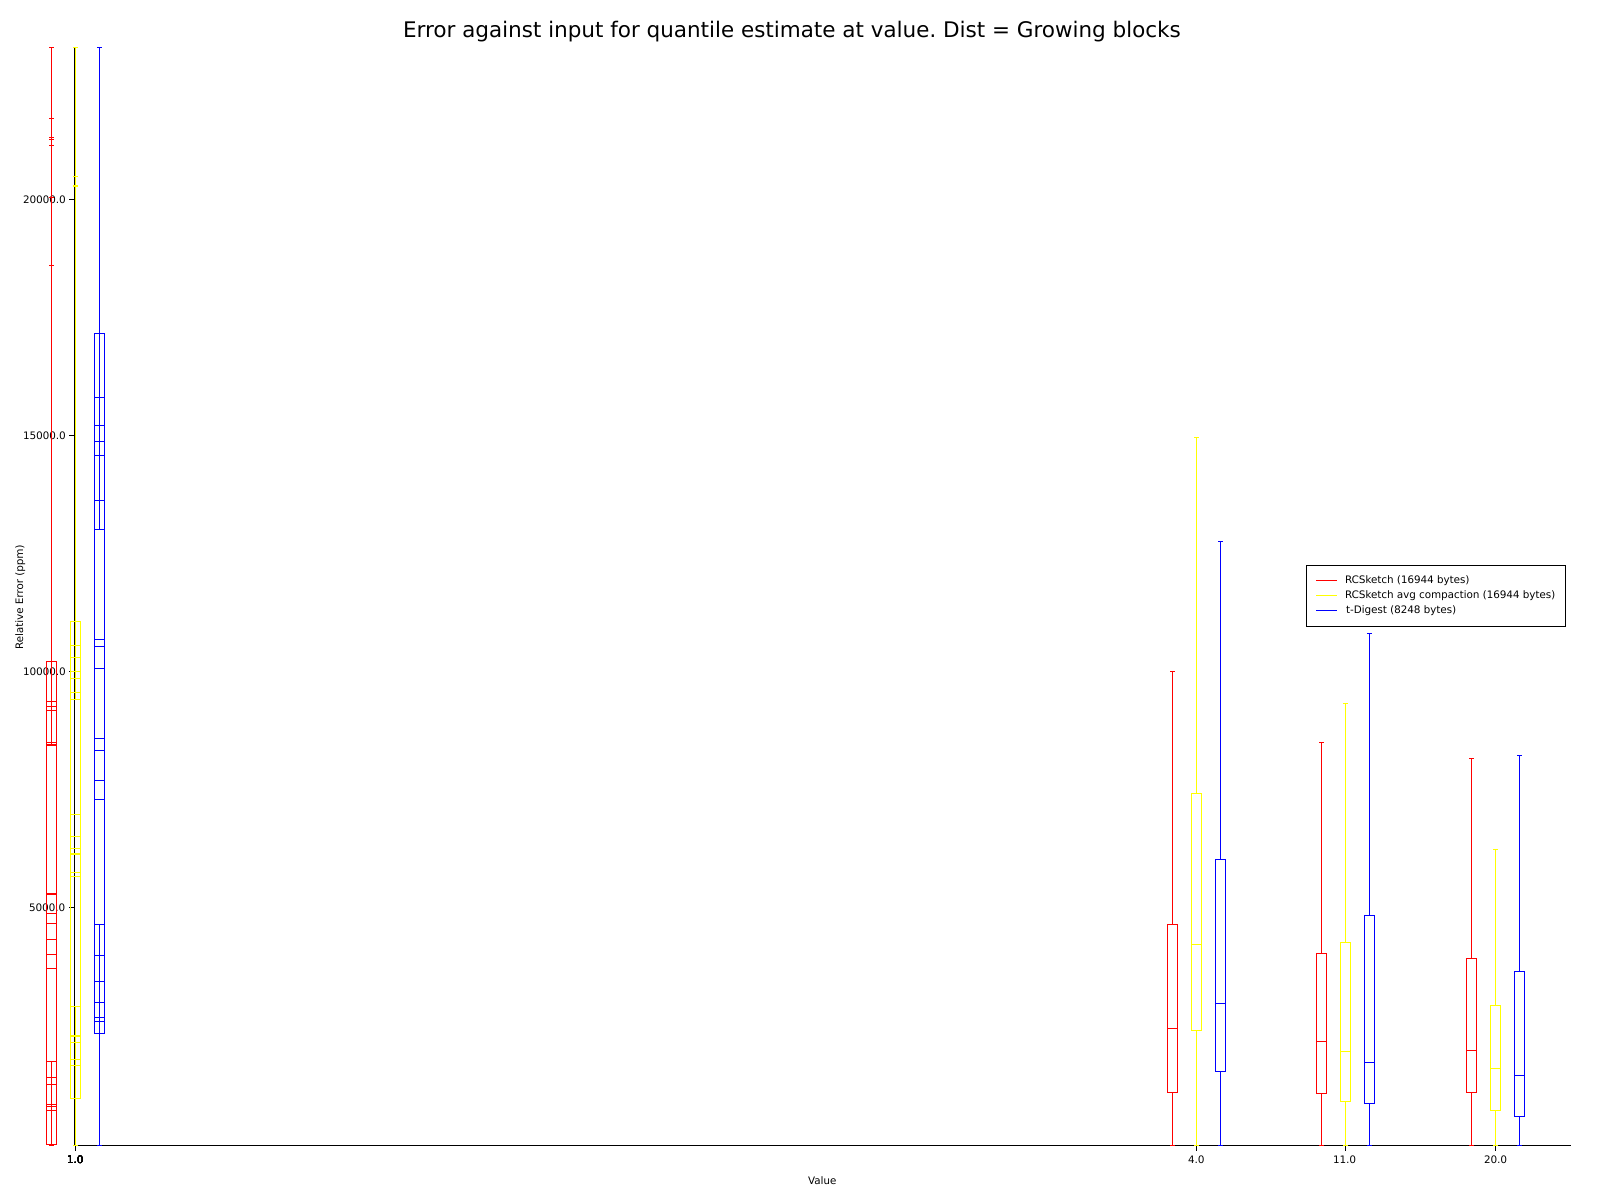 Error against input for quantile estimate at value. Dist = Growing blocks
20000.0
15000.0
10000.0
5000.0
Relative Error (ppm)
RCSketch (16944 bytes)
RCSketch avg compaction (16944 bytes)
t-Digest (8248 bytes)
1.0
4.0
11.0
20.0
Value